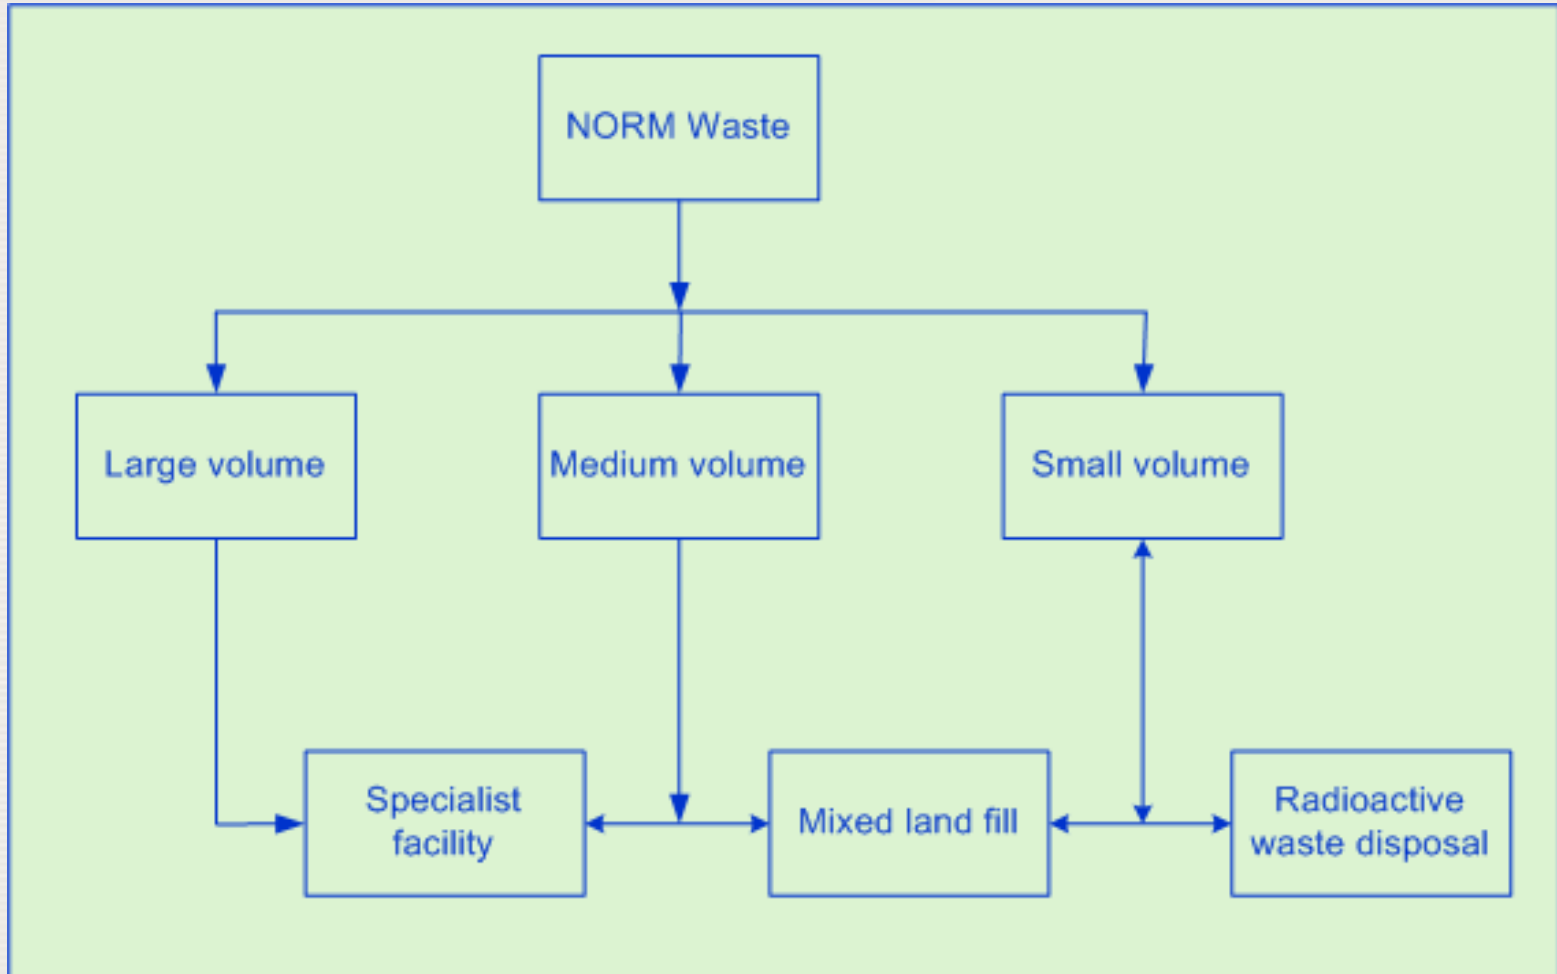 NORM Waste
Large volume
Medium volume
Small volume
Specialist
facility
Mixed land fill
Radioactive
waste disposal